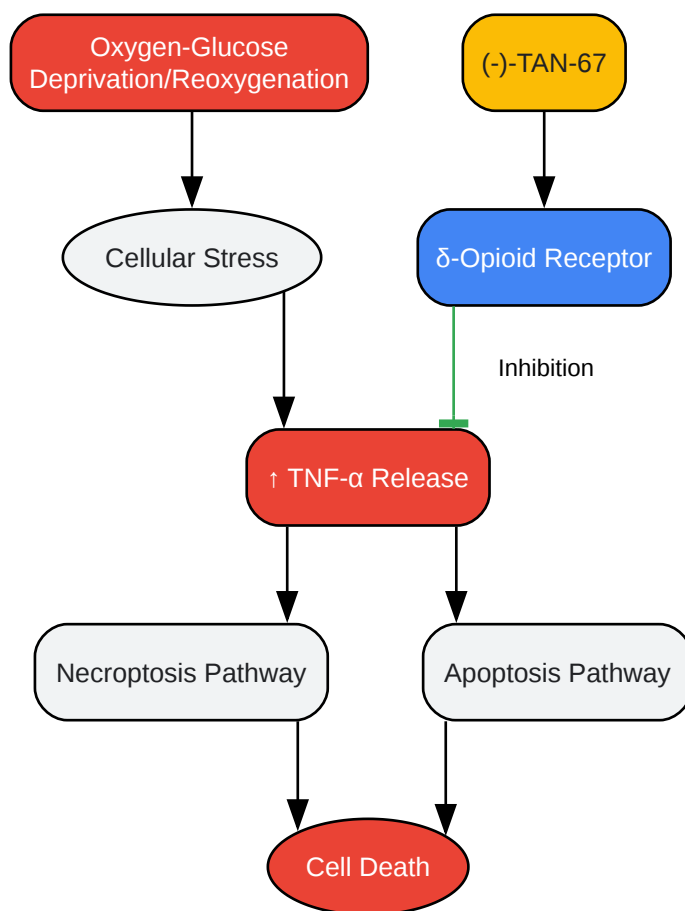 Oxygen-Glucose
Deprivation/Reoxygenation
(-)-TAN-67
Cellular Stress
δ-Opioid Receptor
Inhibition
↑ TNF-α Release
Necroptosis Pathway
Apoptosis Pathway
Cell Death